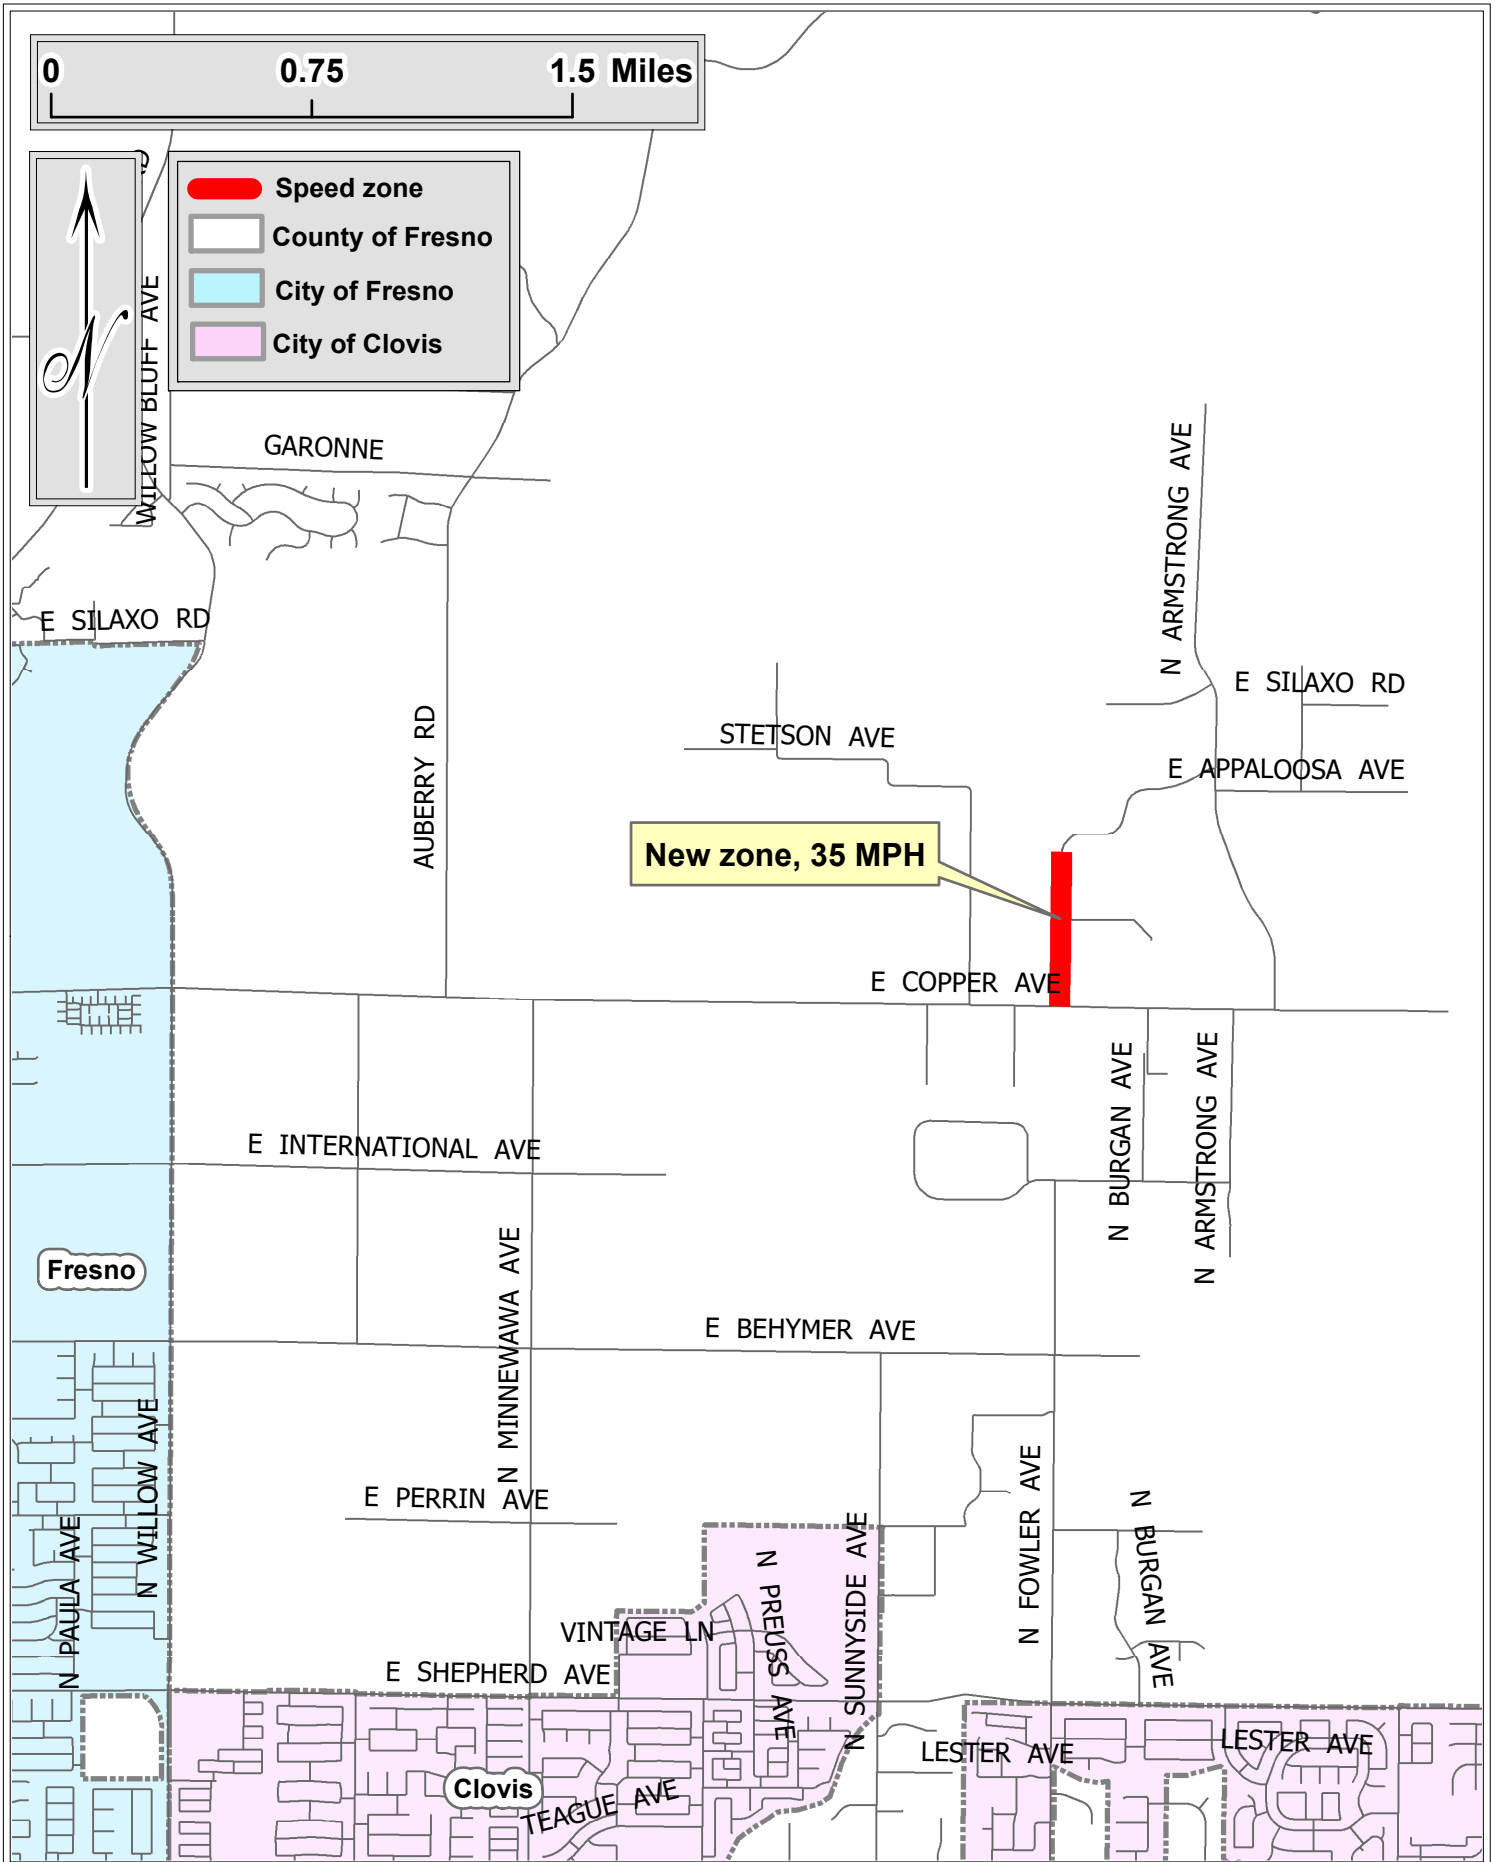 0 0.75 1.5 Miles
N
Speed zone
County of Fresno
City of Fresno
City of Clovis
WILLOW BLUFF AVE
GARONNE
N ARMSTRONG AVE
E SILAXO RD
E SILAXO RD
AUBERRY RD
STETSON AVE
E APPALOOSA AVE
New zone, 35 MPH
E COPPER AVE
N BURGAN AVE
N ARMSTRONG AVE
E INTERNATIONAL AVE
Fresno
N MINNEWAWA AVE
E BEHYMER AVE
N WILLOW AVE
E PERRIN AVE
N FOWLER AVE
N BURGAN AVE
N PAULA AVE
N PREUSS AVE
N SUNNYSIDE AVE
VINTAGE LN
E SHEPHERD AVE
LESTER AVE
LESTER AVE
Clovis
TEAGUE AVE